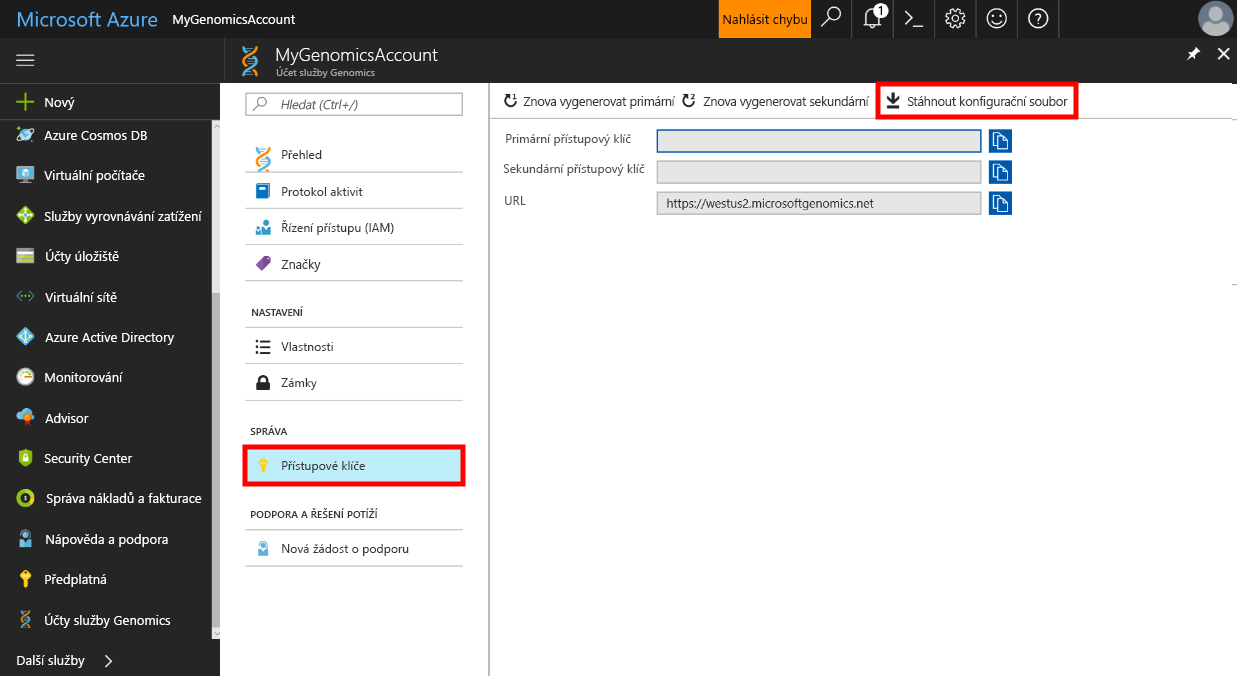 Microsoft Azure MyGenomicsAccount
Nahlásit chybu
1
MyGenomicsAccount
Účet služby Genomics
Nový
Azure Cosmos DB
Virtuální počítače
Služby vyrovnávání zatížení
Účty úložiště
Virtuální sítě
Azure Active Directory
Monitorování
Advisor
Security Center
Správa nákladů a fakturace
Nápověda a podpora
Předplatná
Účty služby Genomics
Další služby
Hledat (Ctrl+/)
Přehled
Protokol aktivit
Řízení přístupu (IAM)
Značky
NASTAVENÍ
Vlastnosti
Zámky
SPRÁVA
Přístupové klíče
PODPORA A ŘEŠENÍ POTÍŽÍ
Nová žádost o podporu
Znova vygenerovat primární Znova vygenerovat sekundární Stáhnout konfigurační soubor
Primární přístupový klíč
Sekundární přístupový klíč
URL https://westus2.microsoftgenomics.net